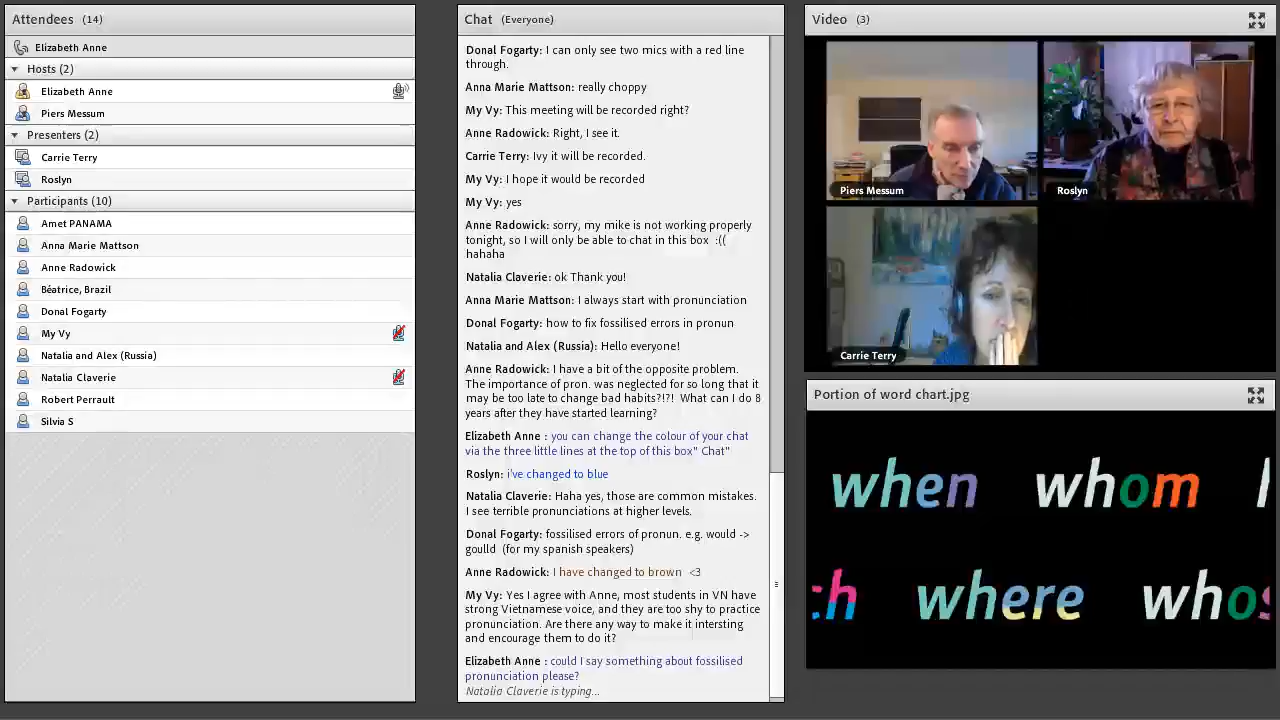 Attendees (14)
Elizabeth Anne
Hosts (2)
Elizabeth Anne
Piers Messum
Presenters (2)
Carrie Terry
Roslyn
Participants (10)
Amet PANAMA
Anna Marie Mattson
Anne Radowick
Béatrice, Brazil
Donal Fogarty
My Vy
Natalia and Alex (Russia)
Natalia Claverie
Robert Perrault
Silvia S
Chat (Everyone)
Donal Fogarty: I can only see two mics with a red line
through.
Anna Marie Mattson: really choppy
My Vy: This meeting will be recorded right?
Anne Radowick: Right, I see it.
Carrie Terry: Ivy it will be recorded.
My Vy: I hope it would be recorded
My Vy: yes
Anne Radowick: sorry, my mike is not working properly
tonight, so I will only be able to chat in this box :((
hahaha
Natalia Claverie: ok Thank you!
Anna Marie Mattson: I always start with pronunciation
Donal Fogarty: how to fix fossilised errors in pronun
Natalia and Alex (Russia): Hello everyone!
Anne Radowick: I have a bit of the opposite problem.
The importance of pron. was neglected for so long that it
may be too late to change bad habits?!?! What can I do 8
years after they have started learning?
Elizabeth Anne : you can change the colour of your chat
via the three little lines at the top of this box" Chat"
Roslyn: i've changed to blue
Natalia Claverie: Haha yes, those are common mistakes.
I see terrible pronunciations at higher levels.
Donal Fogarty: fossilised errors of pronun. e.g. would ->
goulld (for my spanish speakers)
Anne Radowick: I have changed to brown <3
My Vy: Yes I agree with Anne, most students in VN have
strong Vietnamese voice, and they are too shy to practice
pronunciation. Are there any way to make it intersting
and encourage them to do it?
Elizabeth Anne : could I say something about fossilised
pronunciation please?
Natalia Claverie is typing...
Video (3)
Piers Messum
Roslyn
Carrie Terry
Portion of word chart.jpg
when whom
ch where whos